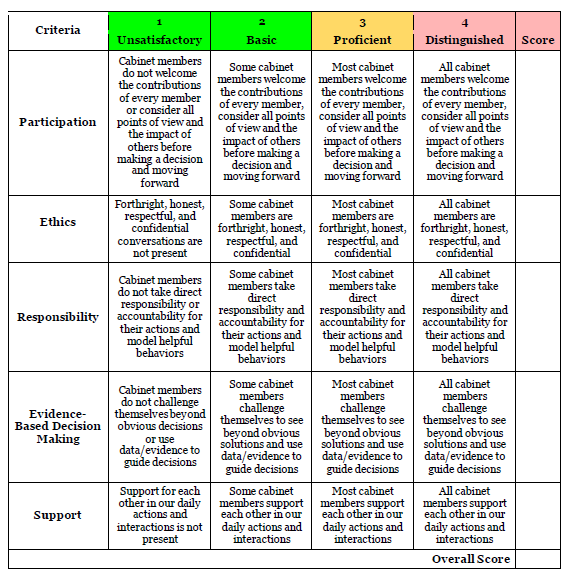 Criteria
1
Unsatisfactory
2
Basic
3
Proficient
4
Distinguished
Score
Participation
Cabinet members
do not welcome
the contributions
of every member
or consider all
points of view and
the impact of
others before
making a decision
and moving
forward
Some cabinet
members welcome
the contributions
of every member,
consider all points
of view and the
impact of others
before making a
decision and
moving forward
Most cabinet
members welcome
the contributions
of every member,
consider all points
of view and the
impact of others
before making a
decision and
moving forward
All cabinet
members welcome
the contributions
of every member,
consider all points
of view and the
impact of others
before making a
decision and
moving forward
Ethics
Forthright, honest,
respectful, and
confidential
conversations are
not present
Some cabinet
members are
forthright, honest,
respectful, and
confidential
Most cabinet
members are
forthright, honest,
respectful, and
confidential
All cabinet
members are
forthright, honest,
respectful, and
confidential
Responsibility
Cabinet members
do not take direct
responsibility or
accountability for
their actions and
model helpful
behaviors
Some cabinet
members take
direct
responsibility and
accountability for
their actions and
model helpful
behaviors
Most cabinet
members take
direct
responsibility and
accountability for
their actions and
model helpful
behaviors
All cabinet
members take
direct
responsibility and
accountability for
their actions and
model helpful
behaviors
Evidence-
Based Decision
Making
Cabinet members
do not challenge
themselves beyond
obvious decisions
or use
data/evidence to
guide decisions
Some cabinet
members
challenge
themselves to see
beyond obvious
solutions and use
data/evidence to
guide decisions
Most cabinet
members
challenge
themselves to see
beyond obvious
solutions and use
data/evidence to
guide decisions
All cabinet
members
challenge
themselves to see
beyond obvious
solutions and use
data/evidence to
guide decisions
Support
Support for each
other in our daily
actions and
interactions is not
present
Some cabinet
members support
each other in our
daily actions and
interactions
Most cabinet
members support
each other in our
daily actions and
interactions
All cabinet
members support
each other in our
daily actions and
interactions
Overall Score